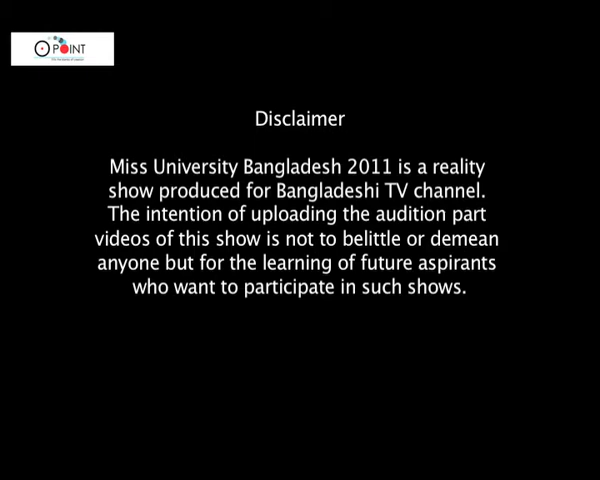 POINT
Disclaimer
Miss University Bangladesh 2011 is a reality
show produced for Bangladeshi TV channel.
The intention of uploading the audition part
videos of this show is not to belittle or demean
anyone but for the learning of future aspirants
who want to participate in such shows.